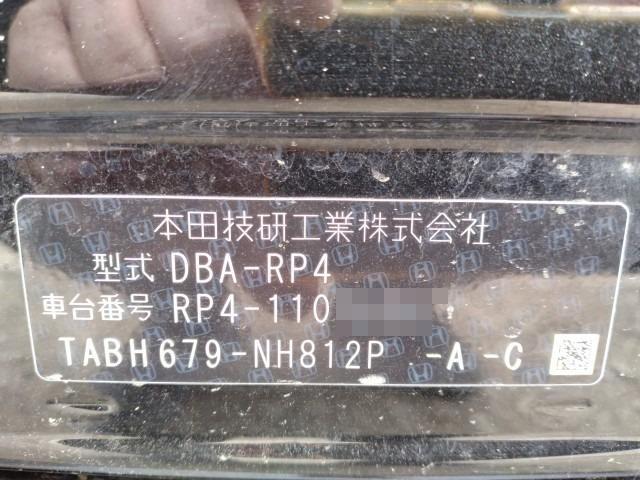 本田技研工業株式会社
型式 DBA-RP4
車台番号 RP4-110
TABH679-NH812P -A -C